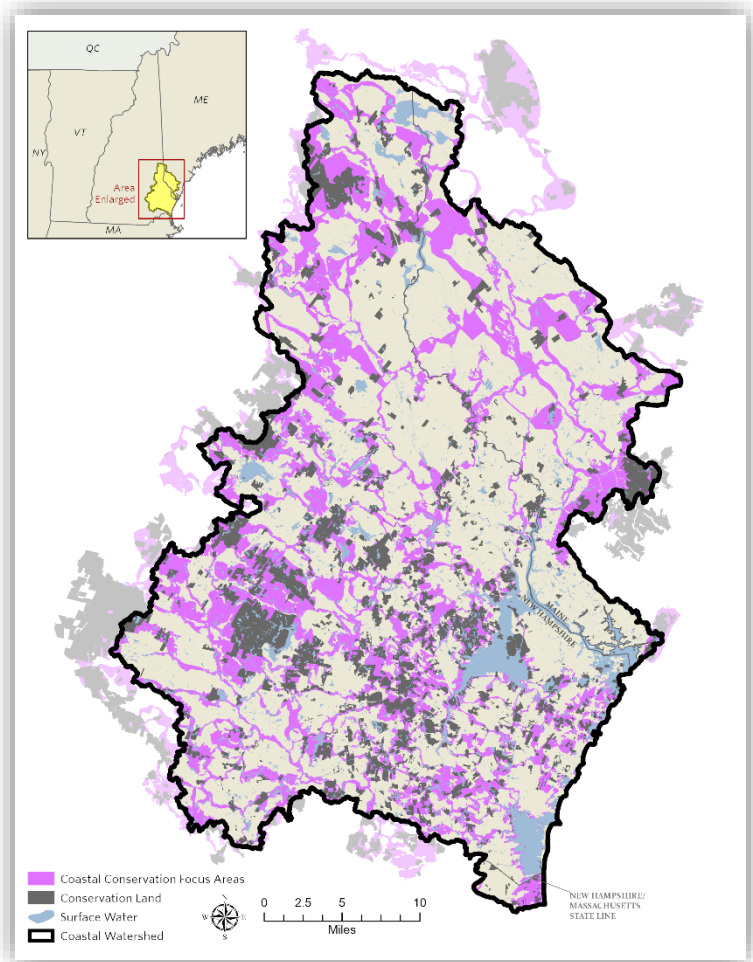 QC
ME
VT
NY
Area
Enlarged
MA
MAINE
NEW HAMPSHIRE
Coastal Conservation Focus Areas
Conservation Land
Surface Water
Coastal Watershed
N
W
E
S
0 2.5 5 10
Miles
NEW HAMPSHIRE/
MASSACHUSETTS
STATE LINE